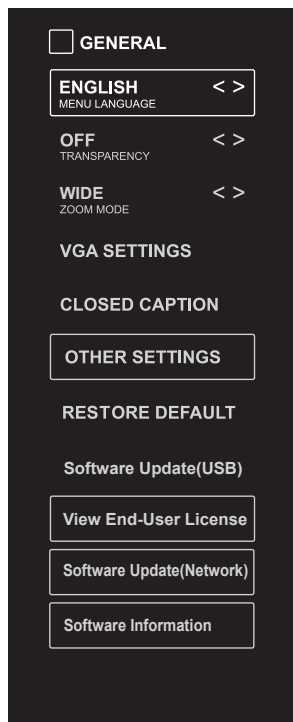 GENERAL
ENGLISH < >
MENU LANGUAGE
OFF < >
TRANSPARENCY
WIDE < >
ZOOM MODE
VGA SETTINGS
CLOSED CAPTION
OTHER SETTINGS
RESTORE DEFAULT
Software Update(USB)
View End-User License
Software Update(Network)
Software Information